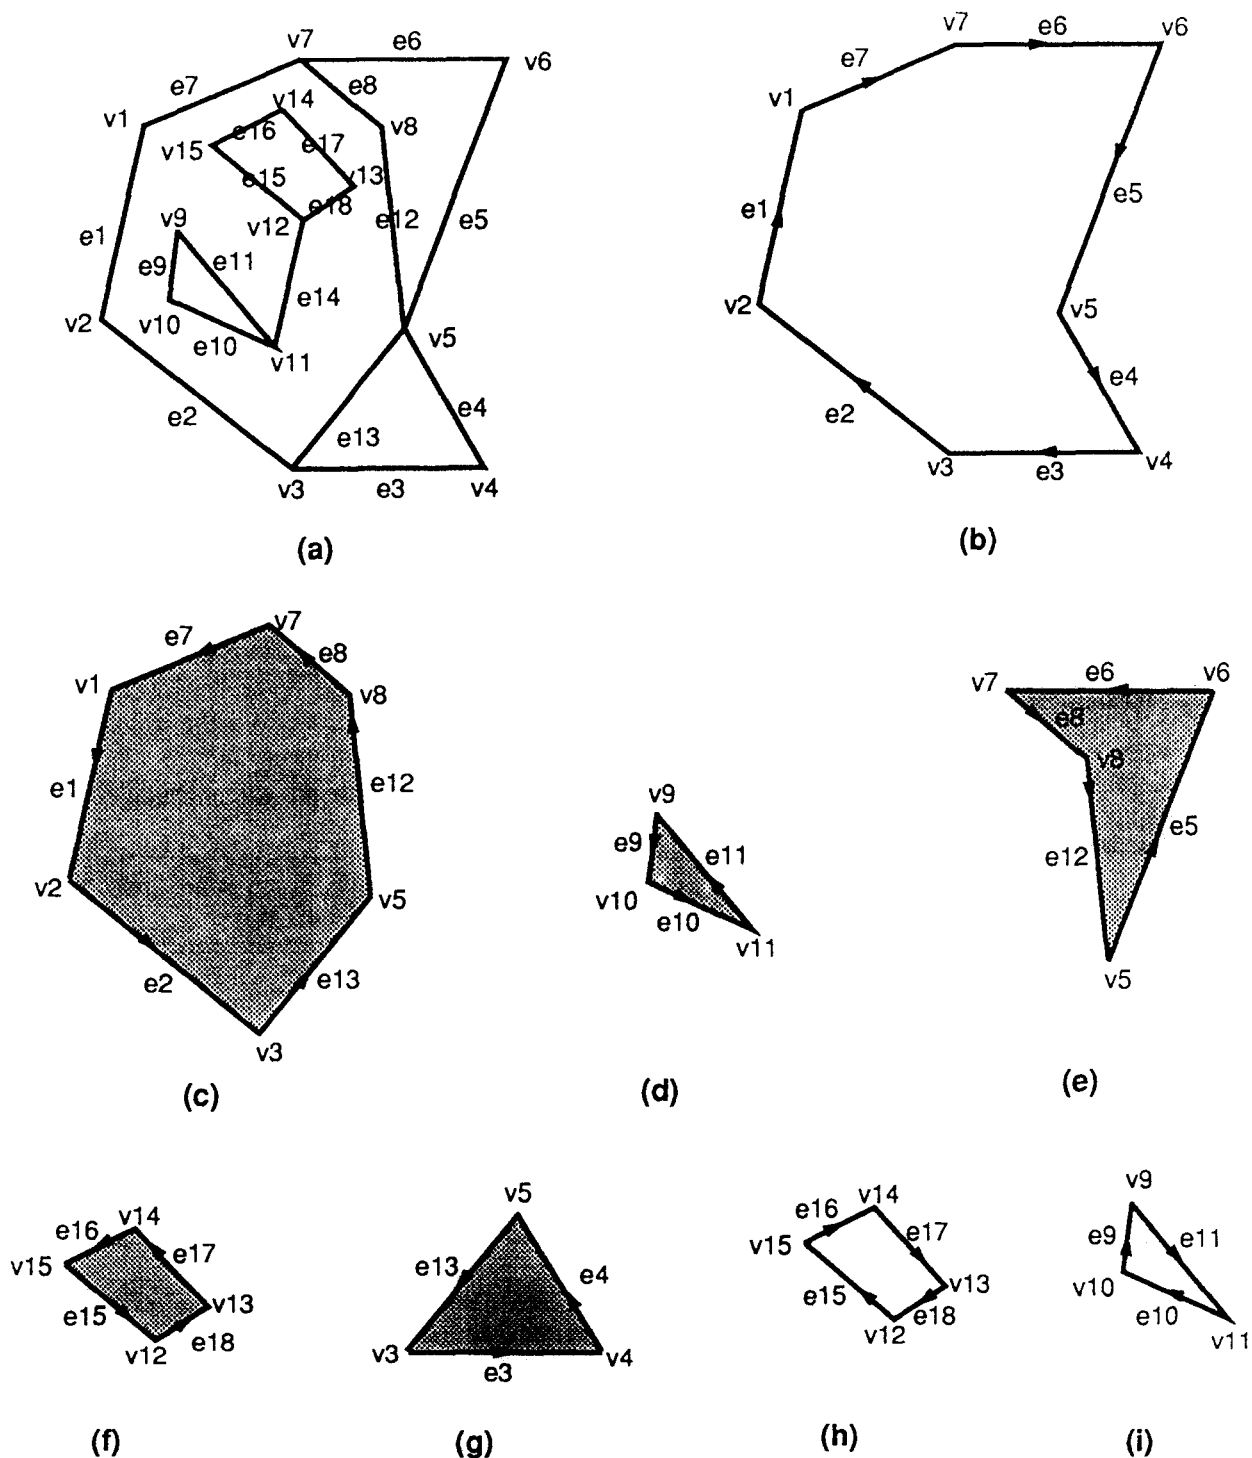 v7 e6 v6
e7 e8
v1 v14 v8
e16 e17
v15 e15 v13
e18
v9 v12 e12 e5
e1 e9 e11
e14
v2 v10 e10 v11 v5
e2 e13 e4
v3 e3 v4
(a)
v7 e6 v6
e7
v1
e1 e5
v2 v5
e4
e2
v3 e3 v4
(b)
v7
e7 e8
v1 v8
e1 e12
v2 v5
e2 e13
v3
(c)
v9
e9 e11
v10 e10
v11
(d)
v7 e6 v6
e8
v8
e12 e5
v5
(e)
e16 v14
v15 e17
e15 v13
v12 e18
(f)
v5
e13 e4
v3 v4
e3
(g)
e16 v14
v15 e17
e15 v13
v12 e18
(h)
v9
e9 e11
v10 e10
v11
(i)